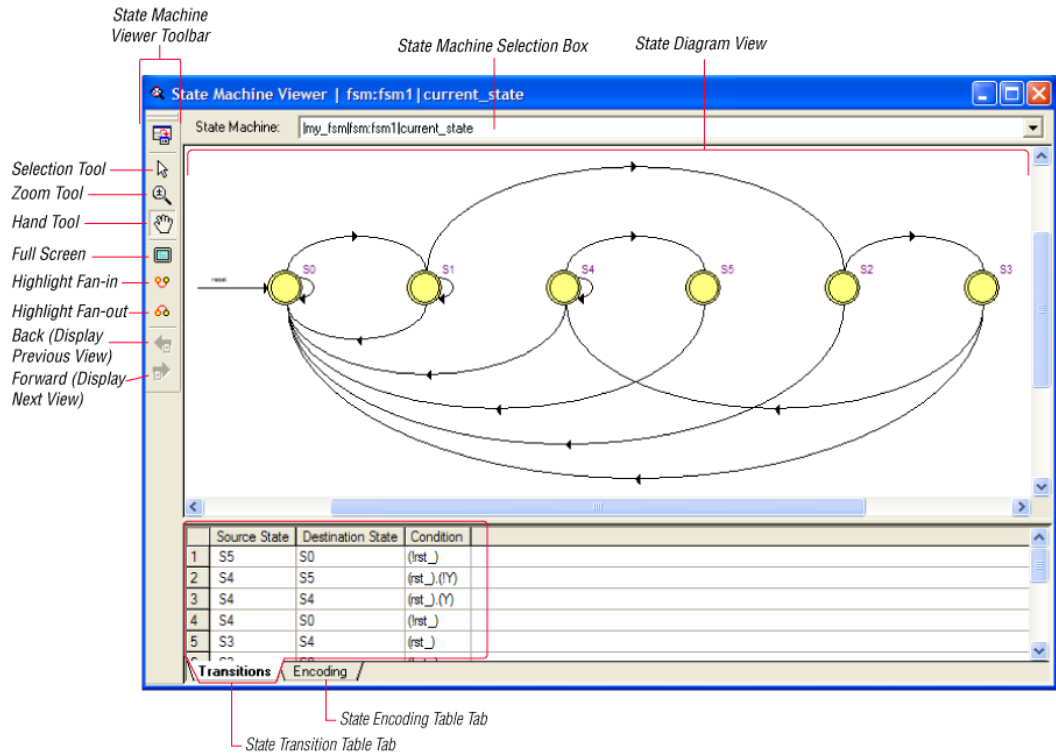 State Machine
Viewer Toolbar
State Machine Selection Box
State Diagram View
State Machine Viewer | fsm:fsm1|current_state
State Machine:
|my_fsm|fsm:fsm1|current_state
Selection Tool
Zoom Tool
Hand Tool
Full Screen
Highlight Fan-in
Highlight Fan-out
Back (Display
Previous View)
Forward (Display
Next View)
reset
S0
S1
S4
S5
S2
S3
Source State Destination State Condition
1 S5 S0 (!rst_)
2 S4 S5 (rst_).(!Y)
3 S4 S4 (rst_).(Y)
4 S4 S0 (!rst_)
5 S3 S4 (rst_)
Transitions Encoding
State Encoding Table Tab
State Transition Table Tab